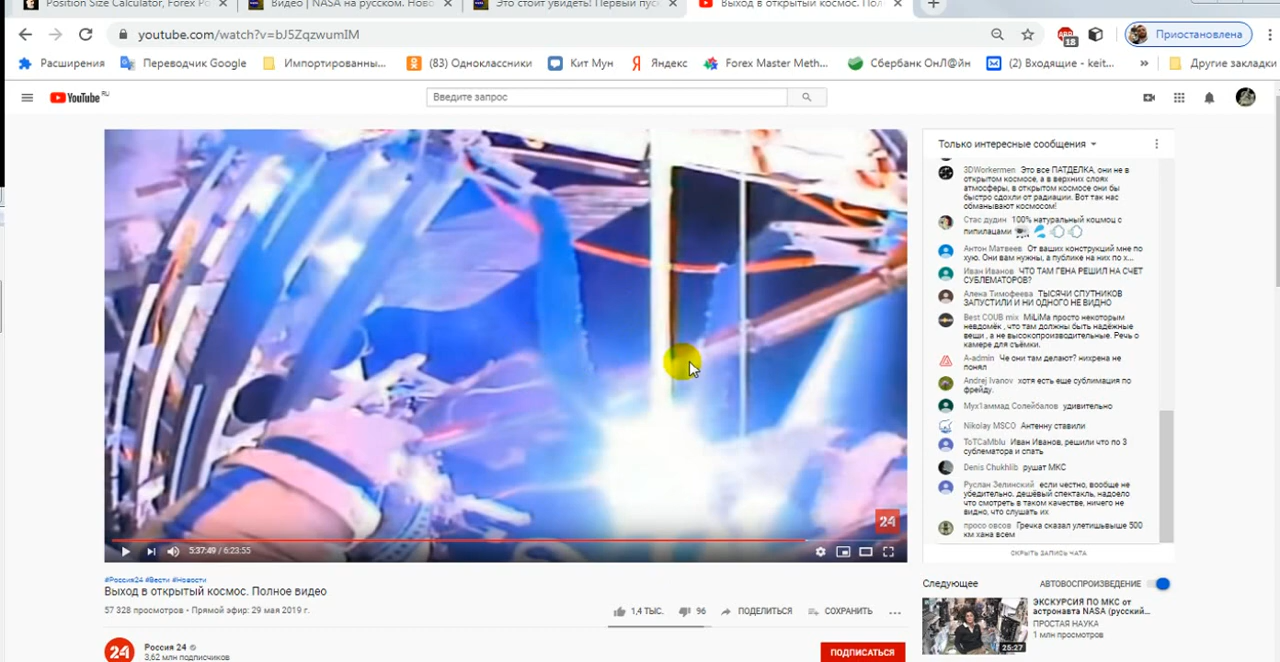 Position Size Calculator, Forex Po
Видео | NASA на русском. Ново
Это стоит увидеть! Первый пус
Выход в открытый космос. Пол
youtube.com/watch?v=bJ5ZqzwumIM
18
Приостановлена
Расширения
Переводчик Google
Импортированны...
(83) Одноклассники
Кит Мун
Яндекс
Forex Master Meth...
Сбербанк ОнЛ@йн
(2) Входящие - keit...
»
Другие закладки
YouTube RU
Введите запрос
Только интересные сообщения
3DWorkermen Это все ПАТДЕЛКА, они не в
открытом космосе, а в верхних слоях
атмосферы, в открытом космосе они бы
быстро сдохли от радиации. Вот так нас
обманывают космосом!
Стас дудин 100% натуральный коцмоц с
пипилацами
Антон Матвеев От ваших конструкций мне по
хую. Они вам нужны, а публике на них по х...
Иван Иванов ЧТО ТАМ ГЕНА РЕШИЛ НА СЧЕТ
СУБЛЕМАТОРОВ?
Алена Тимофеева ТЫСЯЧИ СПУТНИКОВ
ЗАПУСТИЛИ И НИ ОДНОГО НЕ ВИДНО
Best COUB mix MiLiMa просто некоторым
невдомёк , что там должны быть надёжные
вещи , а не высокопроизводительные. Речь о
камере для съёмки.
A-admin Че они там делают? нихрена не
понял
Andrej Ivanov хотя есть еще сублимация по
фрейду.
Мух1аммад Солейбалов удивительно
Nikolay MSCO Антенну ставили
ToTCaMblu Иван Иванов, решили что по 3
сублематора и спать
Denis Chukhlib рушат МКС
Руслан Зелинский если честно, вообще не
убедительно. дешёвый спектакль, надоело
что смотреть в таком качестве, ничего не
видно, что слушать их
просо овсов Гречка сказал улетишьвыше 500
км хана всем
СКРЫТЬ ЗАПИСЬ ЧАТА
24
5:37:49 / 6:23:55
#Россия24 #Вести #Новости
Выход в открытый космос. Полное видео
57 328 просмотров • Прямой эфир: 29 мая 2019 г.
1,4 ТЫС.
96
ПОДЕЛИТЬСЯ
СОХРАНИТЬ
...
24
Россия 24
3,62 млн подписчиков
ПОДПИСАТЬСЯ
Следующее
АВТОВОСПРОИЗВЕДЕНИЕ
ЭКСКУРСИЯ ПО МКС от
астронавта NASA (русский...
ПРОСТАЯ НАУКА
1 млн просмотров
25:27